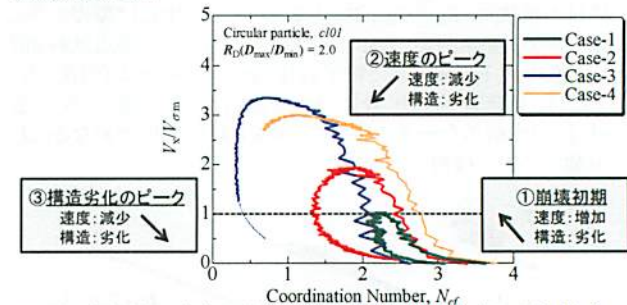 Circular particle, cl01
R_D(D_max/D_min) = 2.0
②速度のピーク
速度:減少
構造:劣化
Case-1
Case-2
Case-3
Case-4
③構造劣化のピーク
速度:減少
構造:劣化
①崩壊初期
速度:増加
構造:劣化
V_x/V_σm
5
4
3
2
1
0
0
1
2
3
4
Coordination Number, N_cf